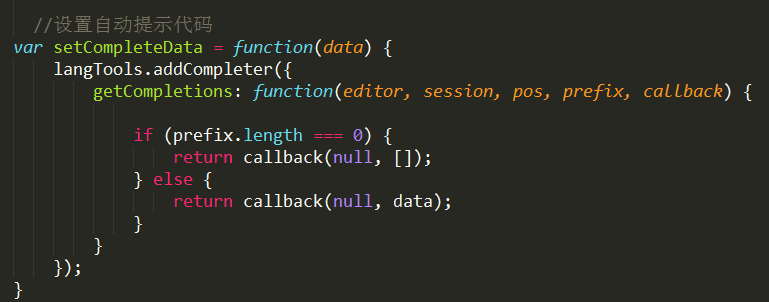 //设置自动提示代码
var setCompleteData = function(data) {
    langTools.addCompleter({
        getCompletions: function(editor, session, pos, prefix, callback) {
            if (prefix.length === 0) {
                return callback(null, []);
            } else {
                return callback(null, data);
            }
        }
    });
}